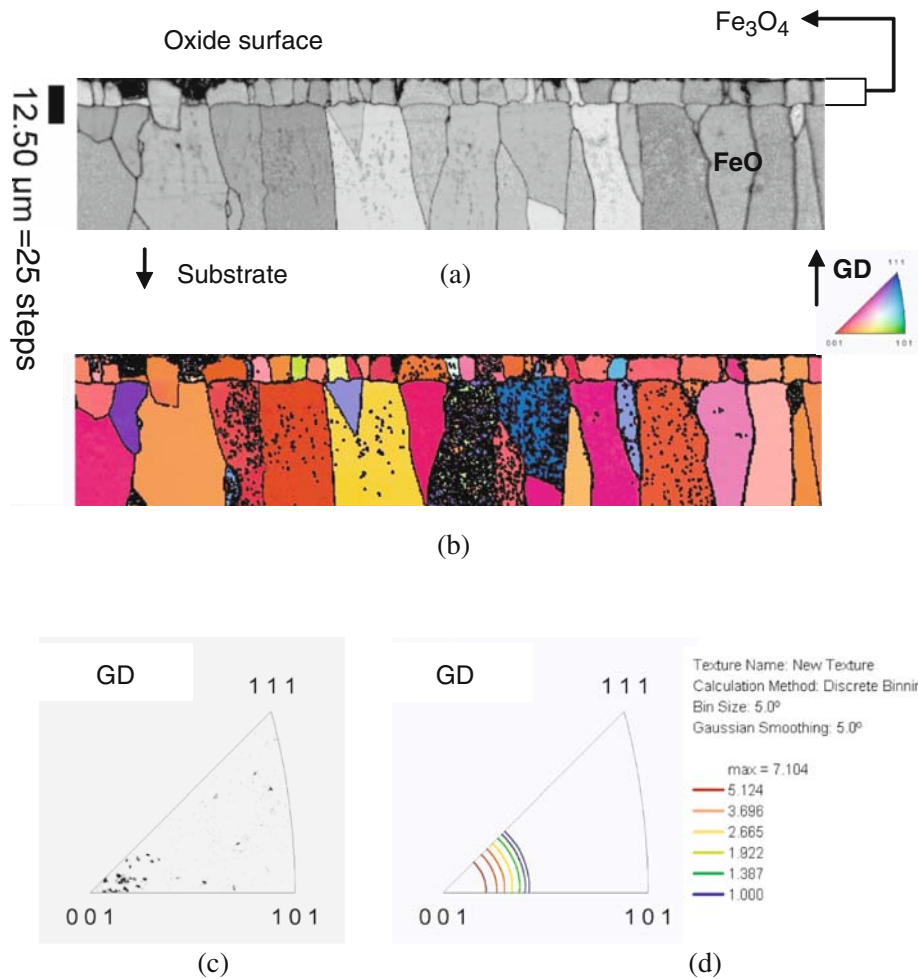 Fe3O4
Oxide surface
12.50 µm =25 steps
FeO
Substrate
(a)
GD
111
001 101
(b)
GD
111
001 101
(c)
GD
111
001 101
(d)
Texture Name: New Texture
Calculation Method: Discrete Binnin
Bin Size: 5.0º
Gaussian Smoothing: 5.0º
max = 7.104
5.124
3.696
2.665
1.922
1.387
1.000